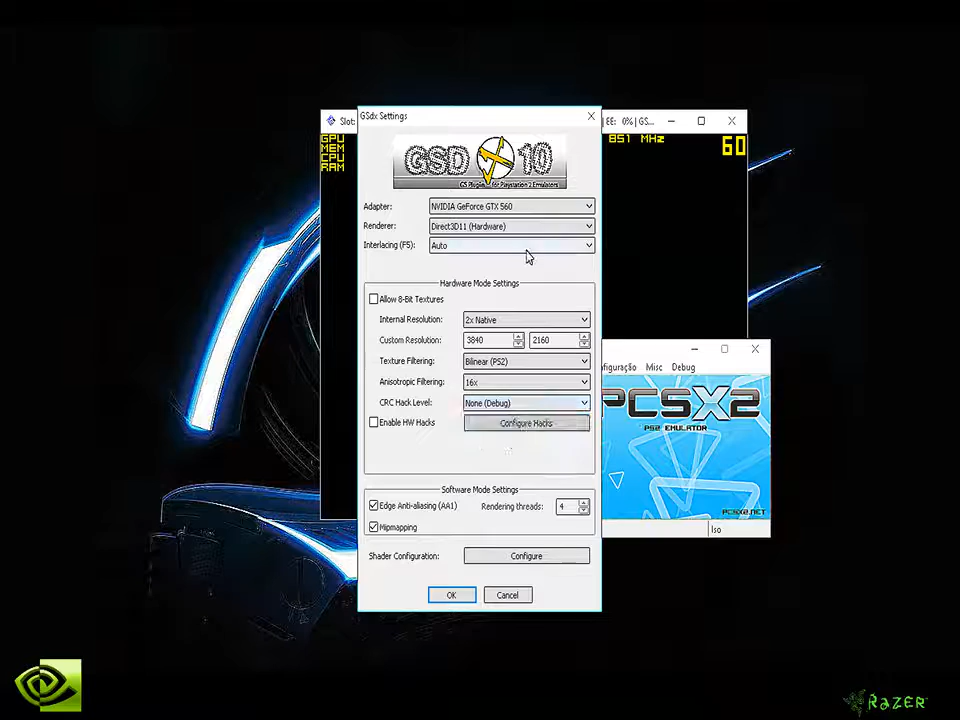 GSdx Settings
Slot:
| EE: 0% | GS...
GPU
MEM
CPU
RAM
851 MHz
60
GSDX10
GS Plugin for Playstation 2 Emulators
Adapter: NVIDIA GeForce GTX 560
Renderer: Direct3D11 (Hardware)
Interlacing (F5): Auto
Hardware Mode Settings
Allow 8-Bit Textures
Internal Resolution: 2x Native
Custom Resolution: 3840 2160
Texture Filtering: Bilinear (PS2)
Anisotropic Filtering: 16x
CRC Hack Level: None (Debug)
Enable HW Hacks Configure Hacks
Software Mode Settings
Edge Anti-aliasing (AA1) Rendering threads: 4
Mipmapping
Shader Configuration: Configure
OK Cancel
figuração Misc Debug
PCSX2
PS2 EMULATOR
PCSX2.NET
Iso
RAZER